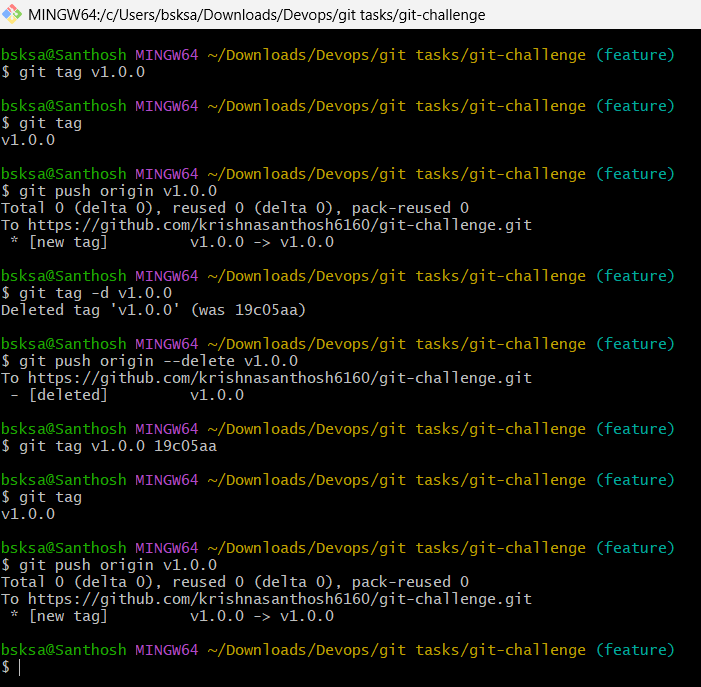 MINGW64:/c/Users/bsksa/Downloads/Devops/git tasks/git-challenge
bsksa@Santhosh MINGW64 ~/Downloads/Devops/git tasks/git-challenge (feature)
$ git tag v1.0.0
bsksa@Santhosh MINGW64 ~/Downloads/Devops/git tasks/git-challenge (feature)
$ git tag
v1.0.0
bsksa@Santhosh MINGW64 ~/Downloads/Devops/git tasks/git-challenge (feature)
$ git push origin v1.0.0
Total 0 (delta 0), reused 0 (delta 0), pack-reused 0
To https://github.com/krishnasanthosh6160/git-challenge.git
 * [new tag]         v1.0.0 -> v1.0.0
bsksa@Santhosh MINGW64 ~/Downloads/Devops/git tasks/git-challenge (feature)
$ git tag -d v1.0.0
Deleted tag 'v1.0.0' (was 19c05aa)
bsksa@Santhosh MINGW64 ~/Downloads/Devops/git tasks/git-challenge (feature)
$ git push origin --delete v1.0.0
To https://github.com/krishnasanthosh6160/git-challenge.git
 - [deleted]         v1.0.0
bsksa@Santhosh MINGW64 ~/Downloads/Devops/git tasks/git-challenge (feature)
$ git tag v1.0.0 19c05aa
bsksa@Santhosh MINGW64 ~/Downloads/Devops/git tasks/git-challenge (feature)
$ git tag
v1.0.0
bsksa@Santhosh MINGW64 ~/Downloads/Devops/git tasks/git-challenge (feature)
$ git push origin v1.0.0
Total 0 (delta 0), reused 0 (delta 0), pack-reused 0
To https://github.com/krishnasanthosh6160/git-challenge.git
 * [new tag]         v1.0.0 -> v1.0.0
bsksa@Santhosh MINGW64 ~/Downloads/Devops/git tasks/git-challenge (feature)
$